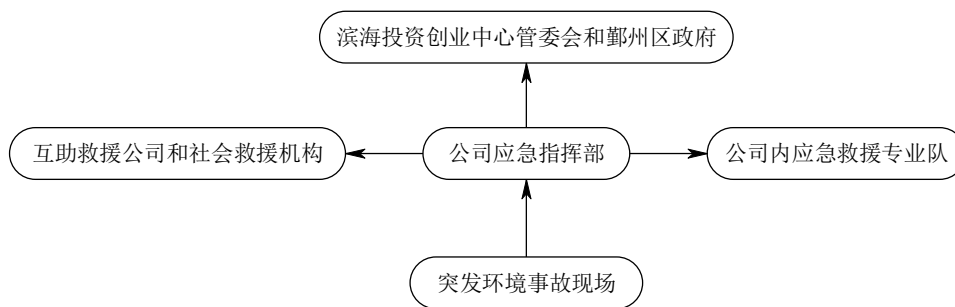 滨海投资创业中心管委会和鄞州区政府
互助救援公司和社会救援机构
公司应急指挥部
公司内应急救援专业队
突发环境事故现场